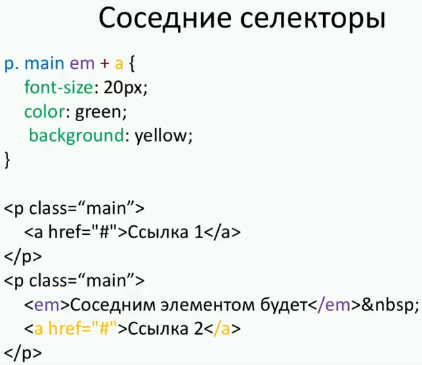 Соседние селекторы
p. main em + a {
font-size: 20px;
color: green;
background: yellow;
}
<p class=“main”>
<a href="#">Ссылка 1</a>
</p>
<p class=“main”>
<em>Соседним элементом будет</em>&nbsp;
<a href="#">Ссылка 2</a>
</p>